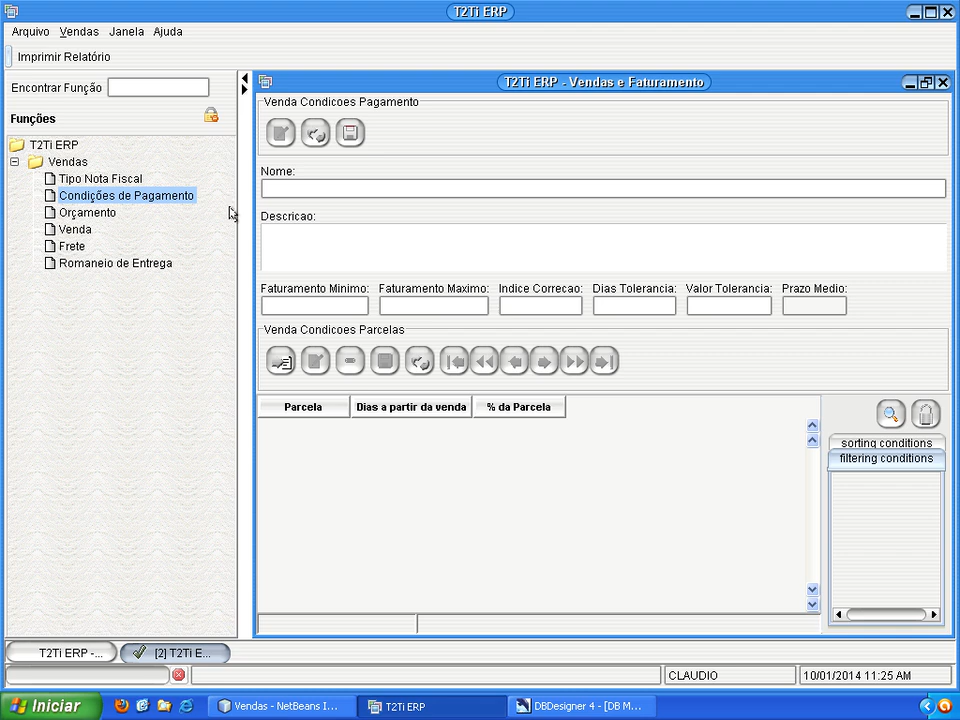 T2Ti ERP
Arquivo Vendas Janela Ajuda
Imprimir Relatório
Encontrar Função
Funções
T2Ti ERP
Vendas
Tipo Nota Fiscal
Condições de Pagamento
Orçamento
Venda
Frete
Romaneio de Entrega
T2Ti ERP - Vendas e Faturamento
Venda Condicoes Pagamento
Nome:
Descricao:
Faturamento Minimo: Faturamento Maximo: Indice Correcao: Dias Tolerancia: Valor Tolerancia: Prazo Medio:
Venda Condicoes Parcelas
Parcela Dias a partir da venda % da Parcela
sorting conditions
filtering conditions
T2Ti ERP -... [2] T2Ti E...
CLAUDIO 10/01/2014 11:25 AM
Iniciar Vendas - NetBeans I... T2Ti ERP DBDesigner 4 - [DB M...